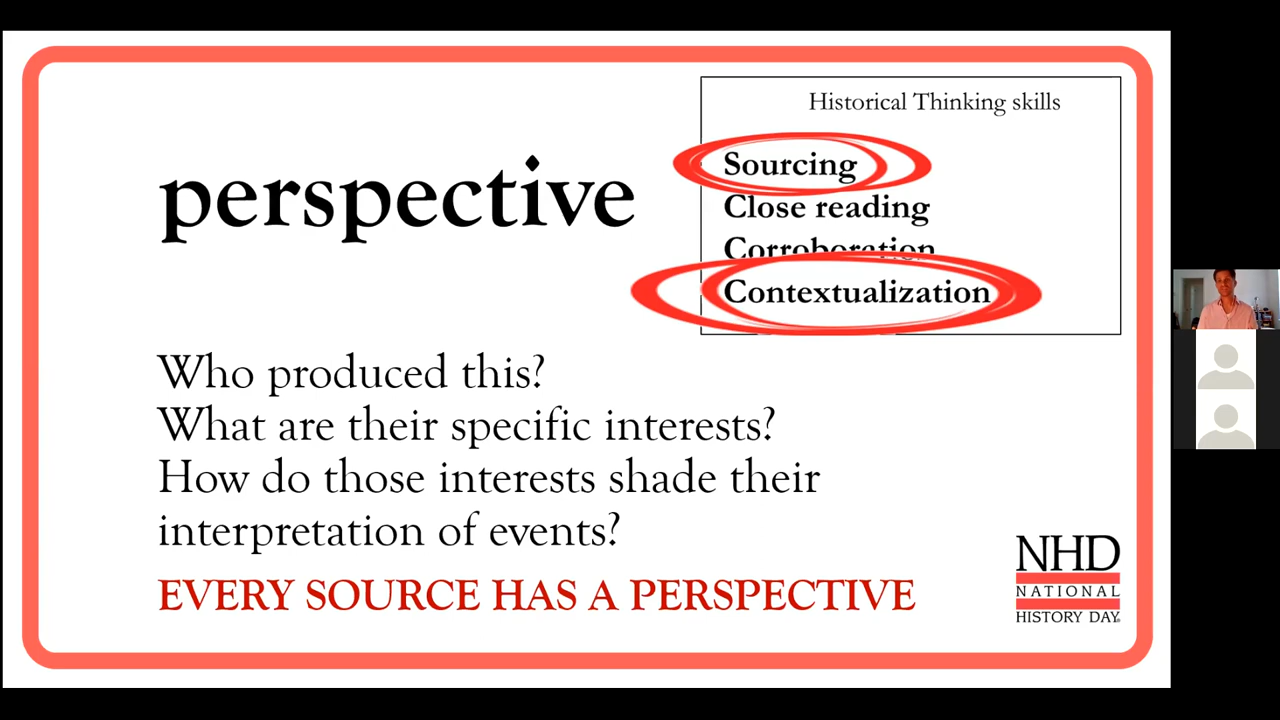 perspective
Historical Thinking skills
Sourcing
Close reading
Corroboration
Contextualization
Who produced this?
What are their specific interests?
How do those interests shade their
interpretation of events?
EVERY SOURCE HAS A PERSPECTIVE
NHD
NATIONAL
HISTORY DAY